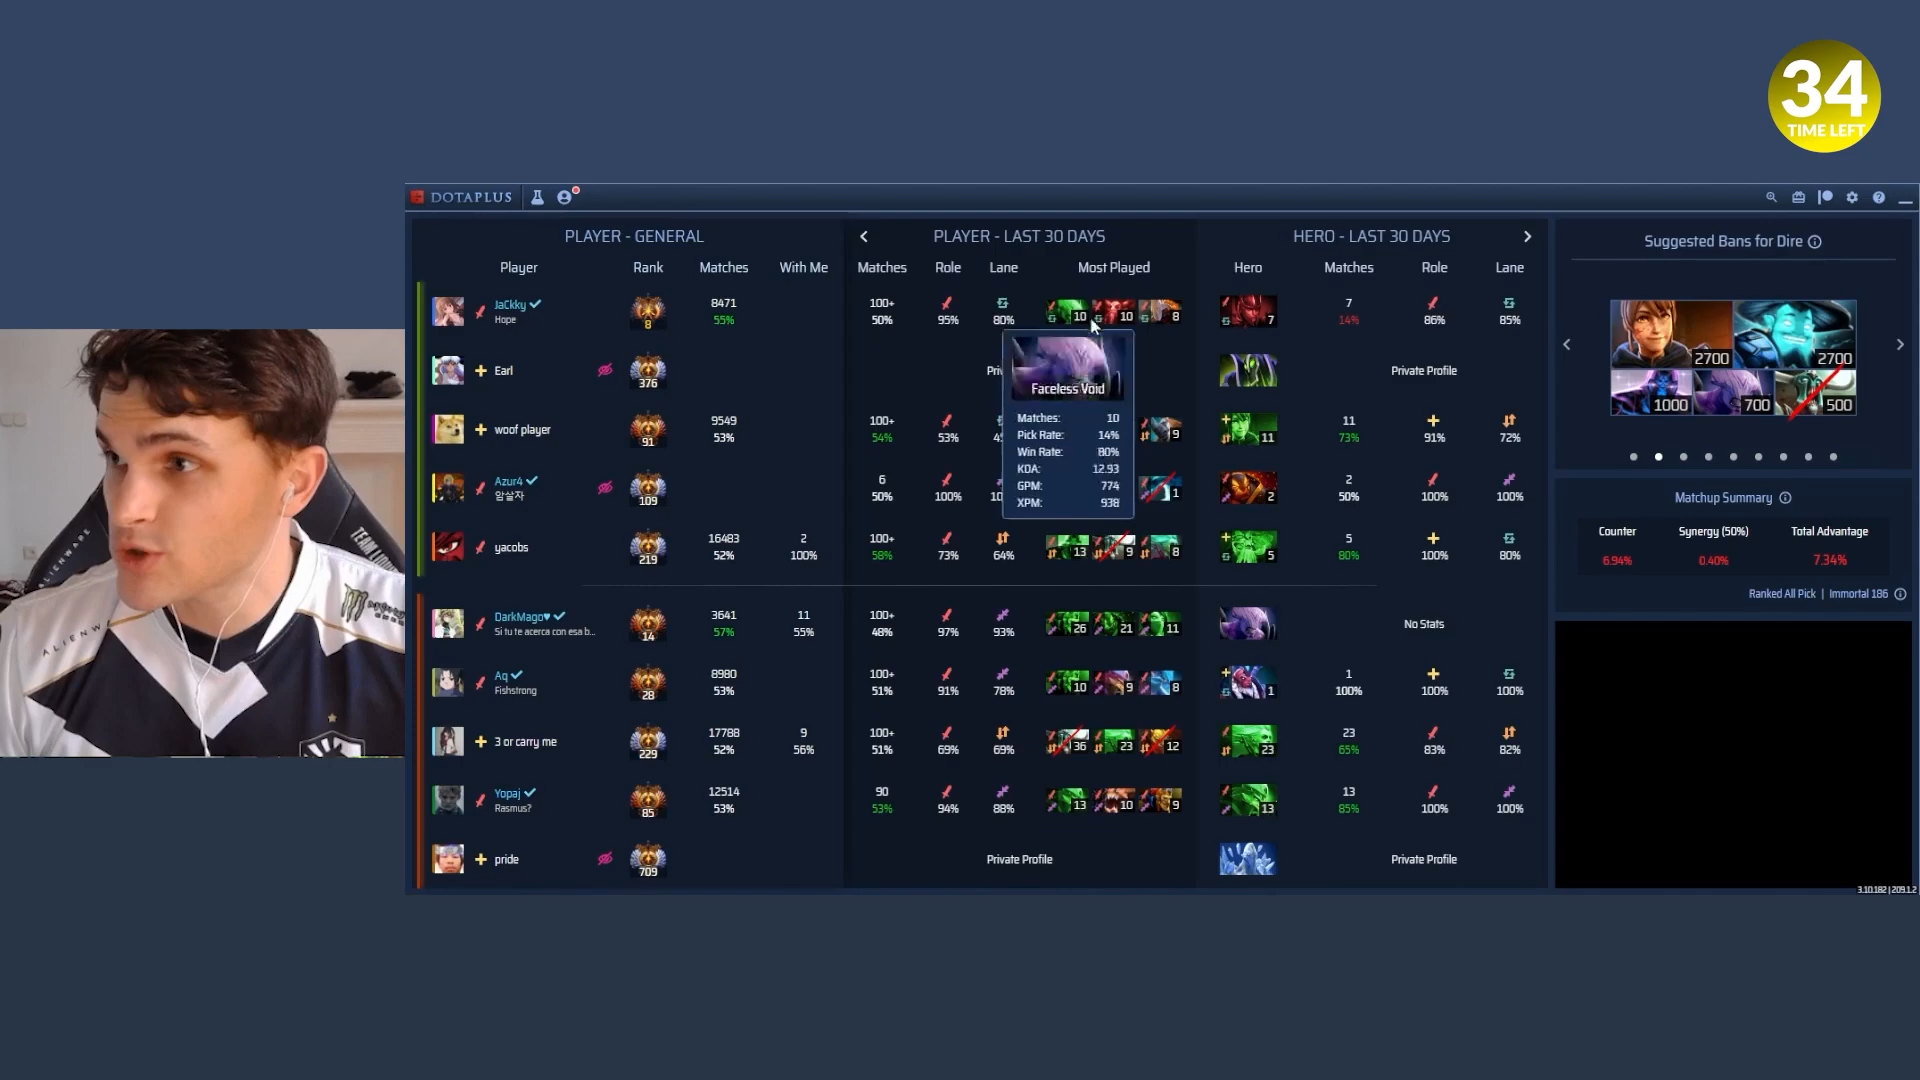 34
TIME LEFT
DOTAPLUS
PLAYER - GENERAL
PLAYER - LAST 30 DAYS
HERO - LAST 30 DAYS
Player Rank Matches With Me Matches Role Lane Most Played Hero Matches Role Lane
JaCkky
Hope
8
8471
55%
100+
50%
95%
80%
10 10 8
7
7
14%
86%
85%
Earl
376
Private Profile
woof player
91
9549
53%
100+
54%
53%
9
11
11
73%
91%
72%
Azur4
암살자
109
6
50%
100%
1
2
2
50%
100%
100%
yacobs
219
16483
52%
2
100%
100+
58%
73%
64%
13 9 8
5
5
80%
100%
80%
Faceless Void
Matches: 10
Pick Rate: 14%
Win Rate: 80%
KDA: 12.93
GPM: 774
XPM: 938
DarkMago♥
Si tu te acerca con esa b...
14
3641
57%
11
55%
100+
48%
97%
93%
26 21 11
No Stats
Aq
Fishstrong
28
8980
53%
100+
51%
91%
78%
10 9 8
1
1
100%
100%
100%
3 or carry me
229
17788
52%
9
56%
100+
51%
69%
69%
36 23 12
23
23
65%
83%
82%
Yopaj
Rasmus?
85
12514
53%
90
53%
94%
88%
13 10 9
13
13
85%
100%
100%
pride
709
Private Profile
Private Profile
Suggested Bans for Dire
2700 2700
1000 700 500
Matchup Summary
Counter Synergy (50%) Total Advantage
6.94% 0.40% 7.34%
Ranked All Pick | Immortal 186
3.10.182 | 209.1.2
ALIENWARE
TEAM
ALIENW